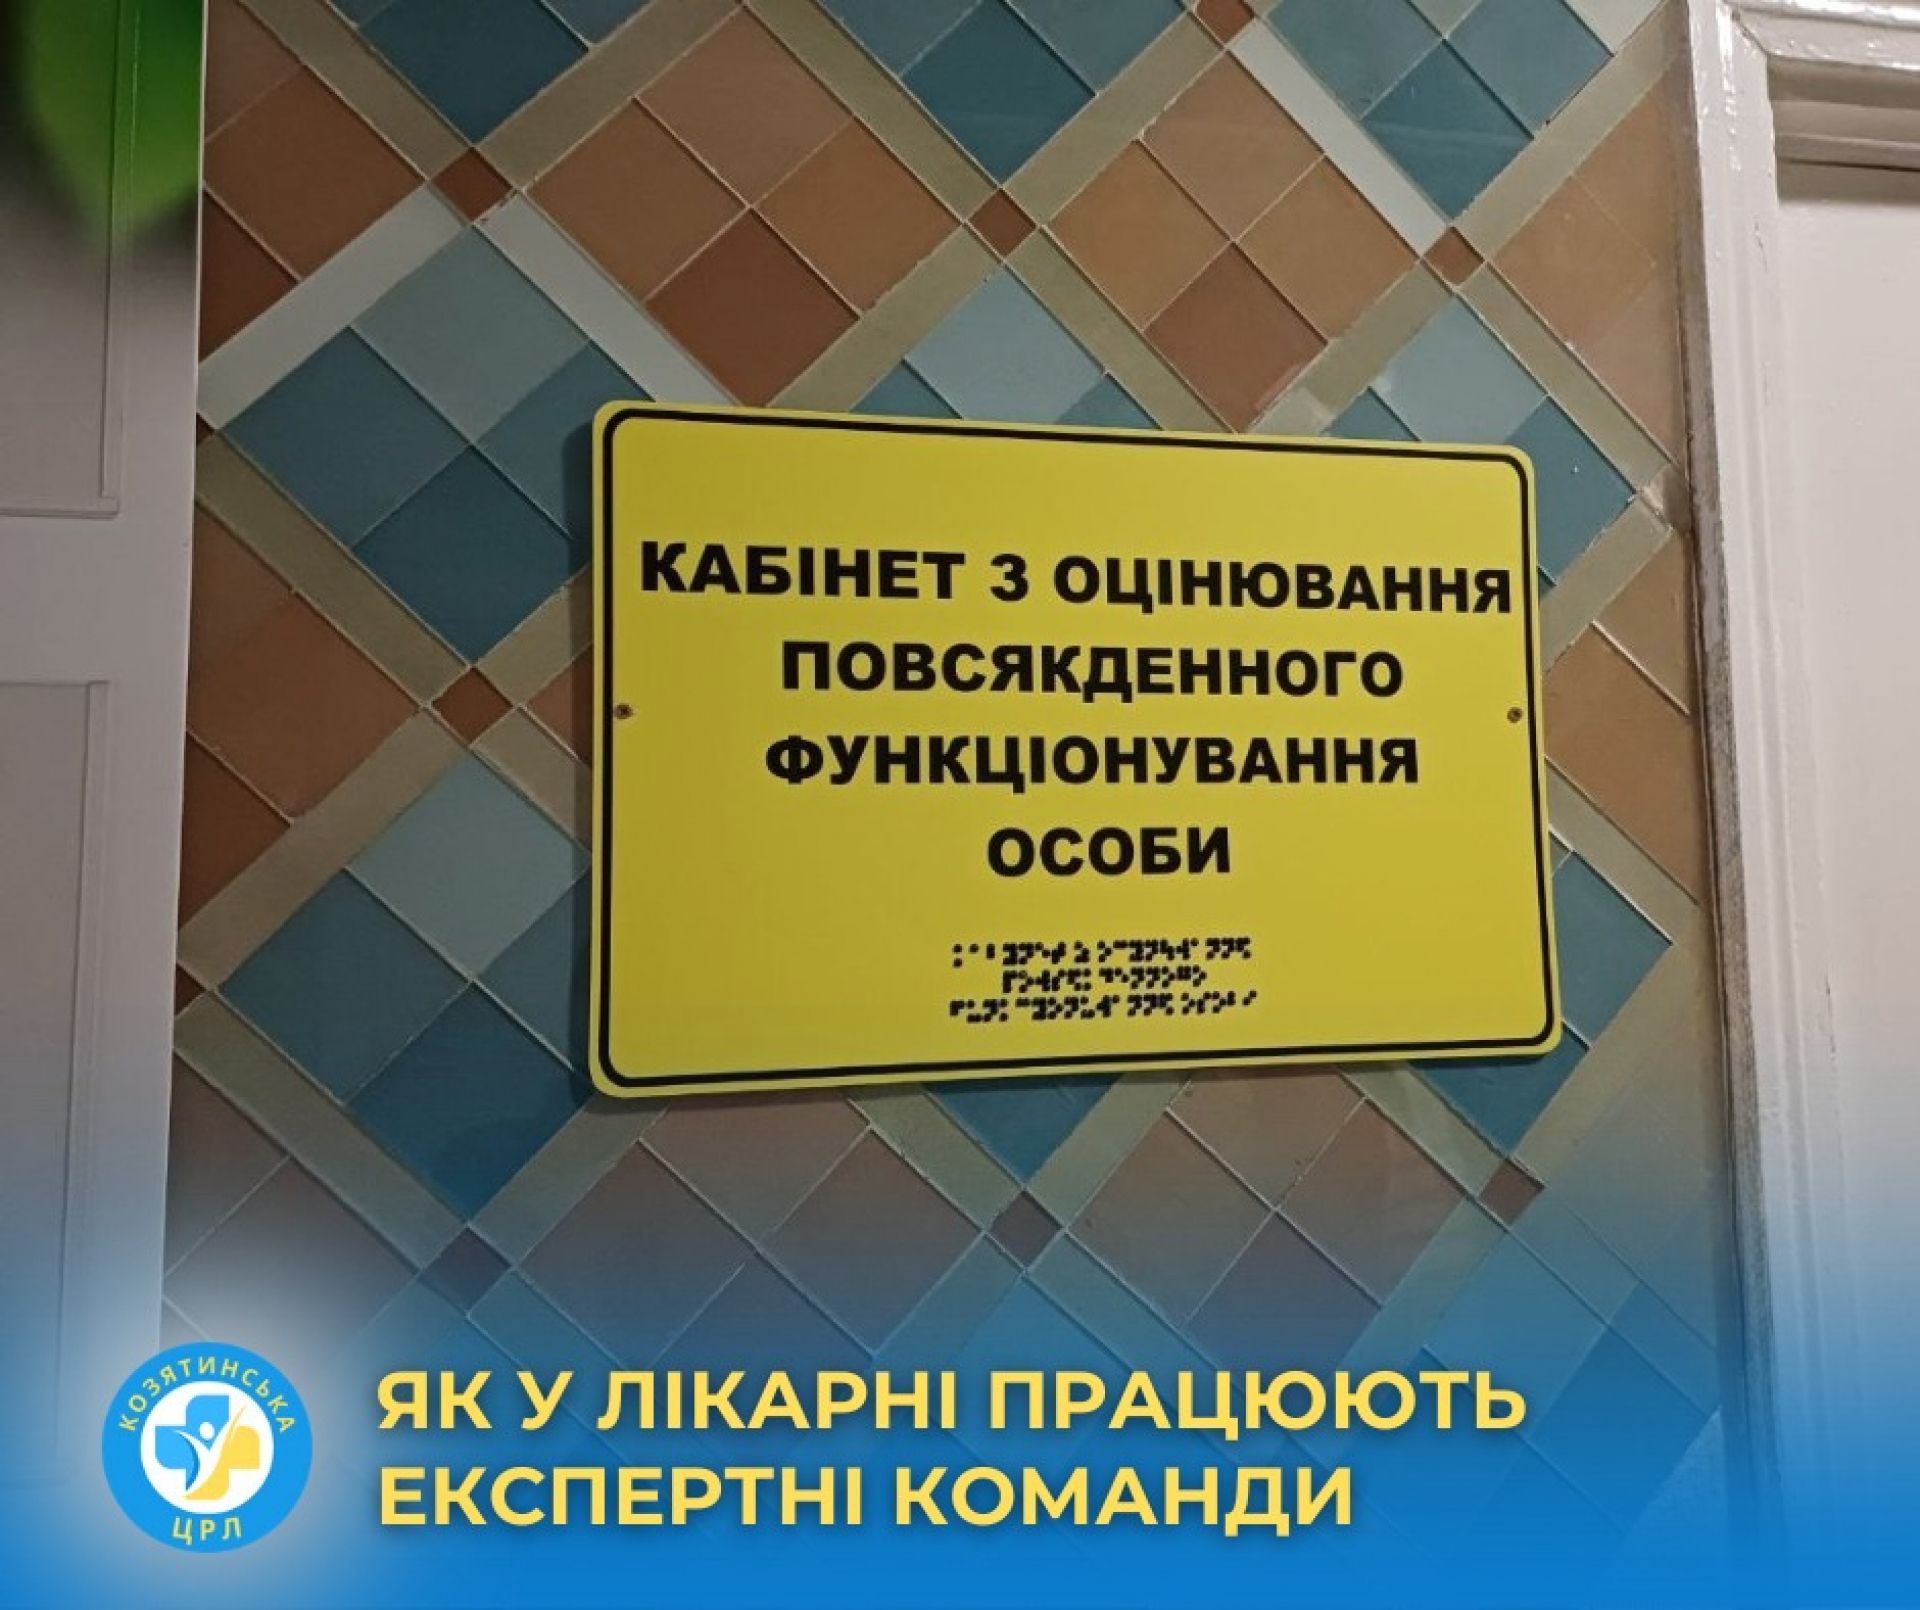 КАБІНЕТ З ОЦІНЮВАННЯ
ПОВСЯКДЕННОГО
ФУНКЦІОНУВАННЯ
ОСОБИ
КОЗЯТИНСЬКА
ЦРЛ
ЯК У ЛІКАРНІ ПРАЦЮЮТЬ
ЕКСПЕРТНІ КОМАНДИ